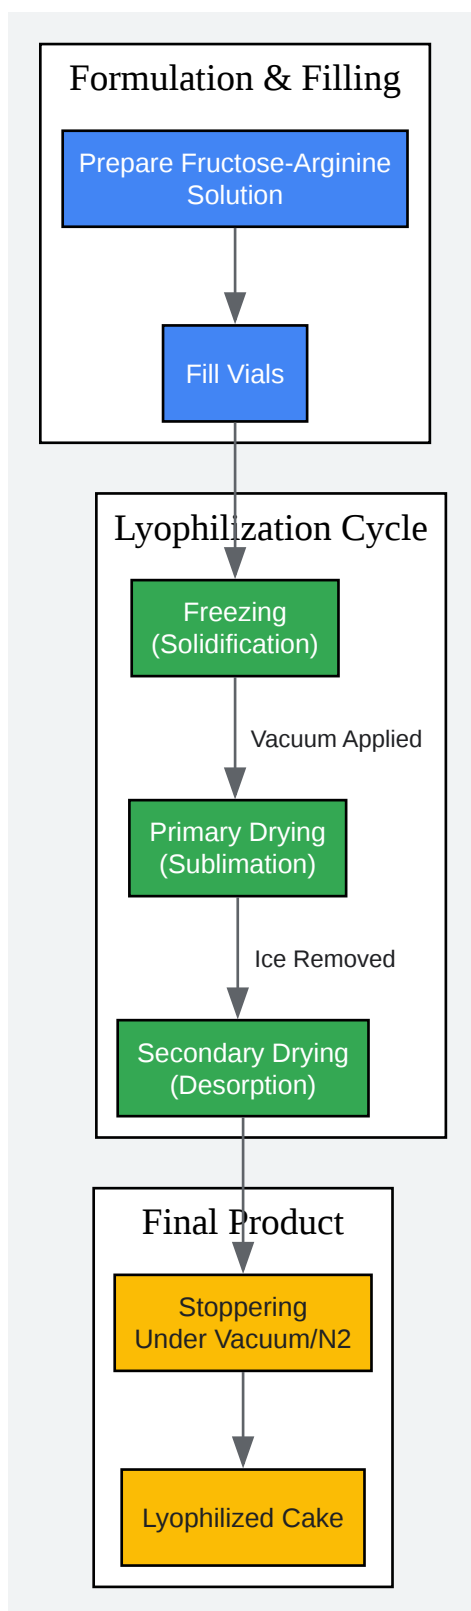 Formulation & Filling
Prepare Fructose-Arginine
Solution
Fill Vials
Lyophilization Cycle
Freezing
(Solidification)
Vacuum Applied
Primary Drying
(Sublimation)
Ice Removed
Secondary Drying
(Desorption)
Final Product
Stoppering
Under Vacuum/N2
Lyophilized Cake